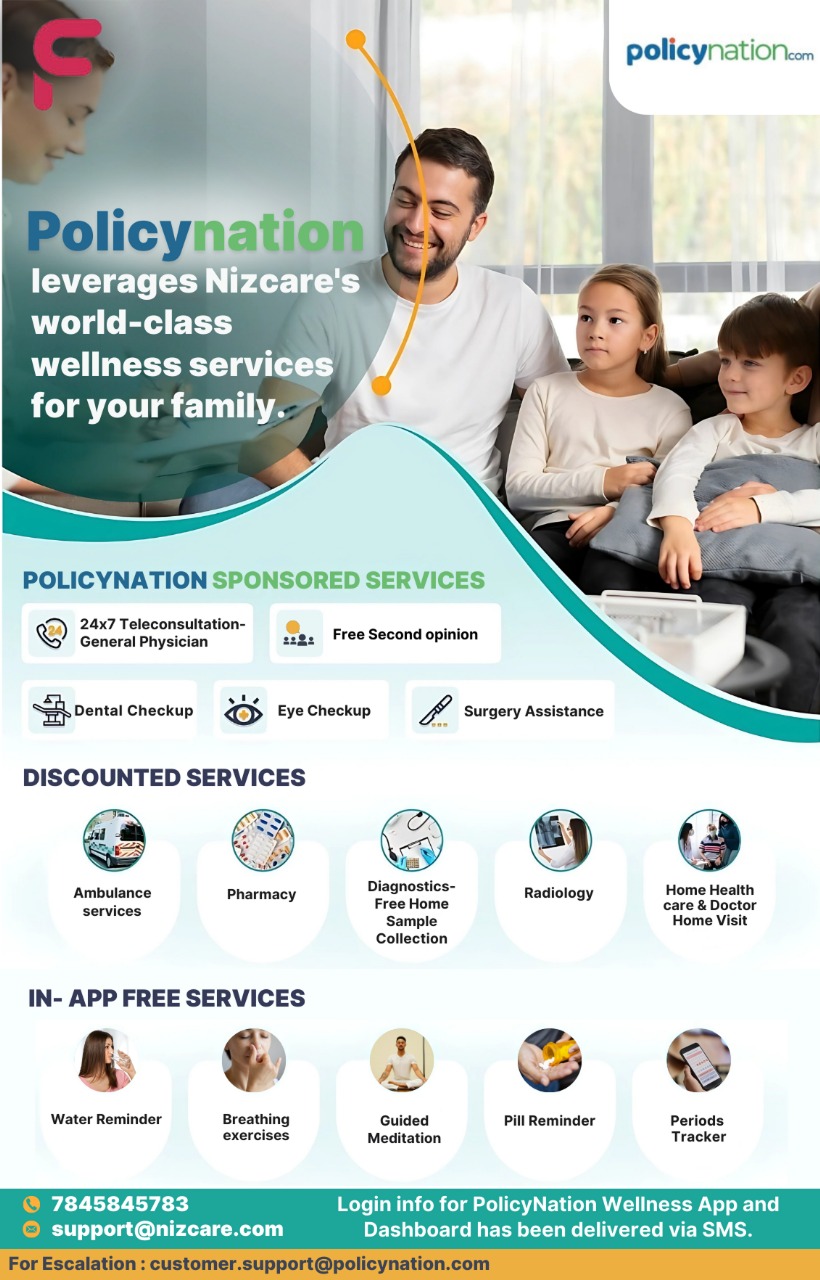 policynation.com
Policynation
leverages Nizcare's
world-class
wellness services
for your family.
POLICYNATION SPONSORED SERVICES
24x7 Teleconsultation-
General Physician
24
Free Second opinion
Dental Checkup
Eye Checkup
Surgery Assistance
DISCOUNTED SERVICES
Ambulance
services
Pharmacy
Diagnostics-
Free Home
Sample
Collection
Radiology
Home Health
care & Doctor
Home Visit
IN- APP FREE SERVICES
Water Reminder
Breathing
exercises
Guided
Meditation
Pill Reminder
Periods
Tracker
7845845783
support@nizcare.com
Login info for PolicyNation Wellness App and
Dashboard has been delivered via SMS.
For Escalation : customer.support@policynation.com